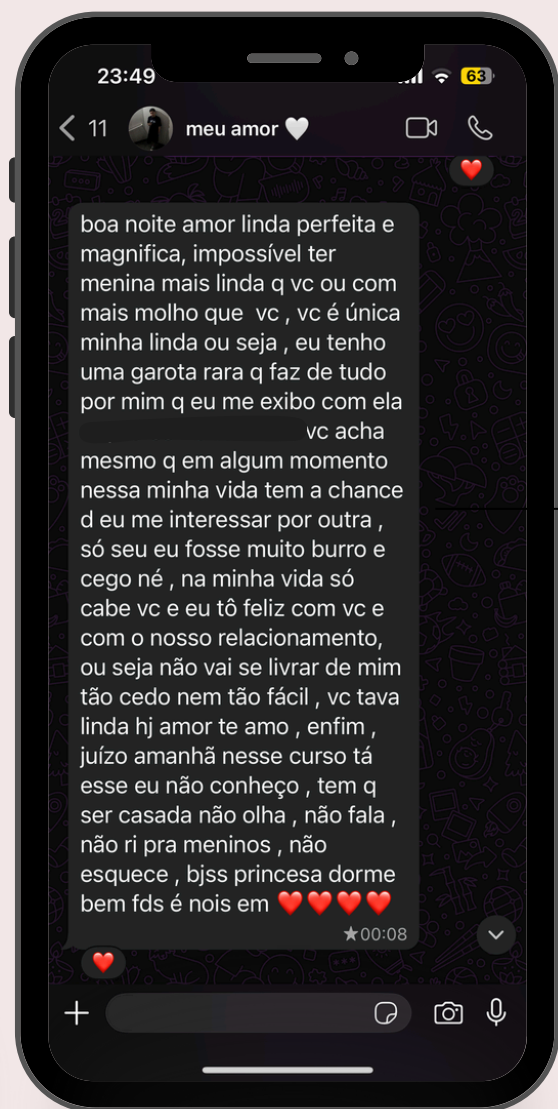 23:49
63
11
meu amor 🤍
❤️
boa noite amor linda perfeita e
magnifica, impossível ter
menina mais linda q vc ou com
mais molho que  vc , vc é única
minha linda ou seja , eu tenho
uma garota rara q faz de tudo
por mim q eu me exibo com ela
vc acha
mesmo q em algum momento
nessa minha vida tem a chance
d eu me interessar por outra ,
só seu eu fosse muito burro e
cego né , na minha vida só
cabe vc e eu tô feliz com vc e
com o nosso relacionamento,
ou seja não vai se livrar de mim
tão cedo nem tão fácil , vc tava
linda hj amor te amo , enfim ,
juízo amanhã nesse curso tá
esse eu não conheço , tem q
ser casada não olha , não fala ,
não ri pra meninos , não
esquece , bjss princesa dorme
bem fds é nois em ❤️❤️❤️❤️
★00:08
❤️